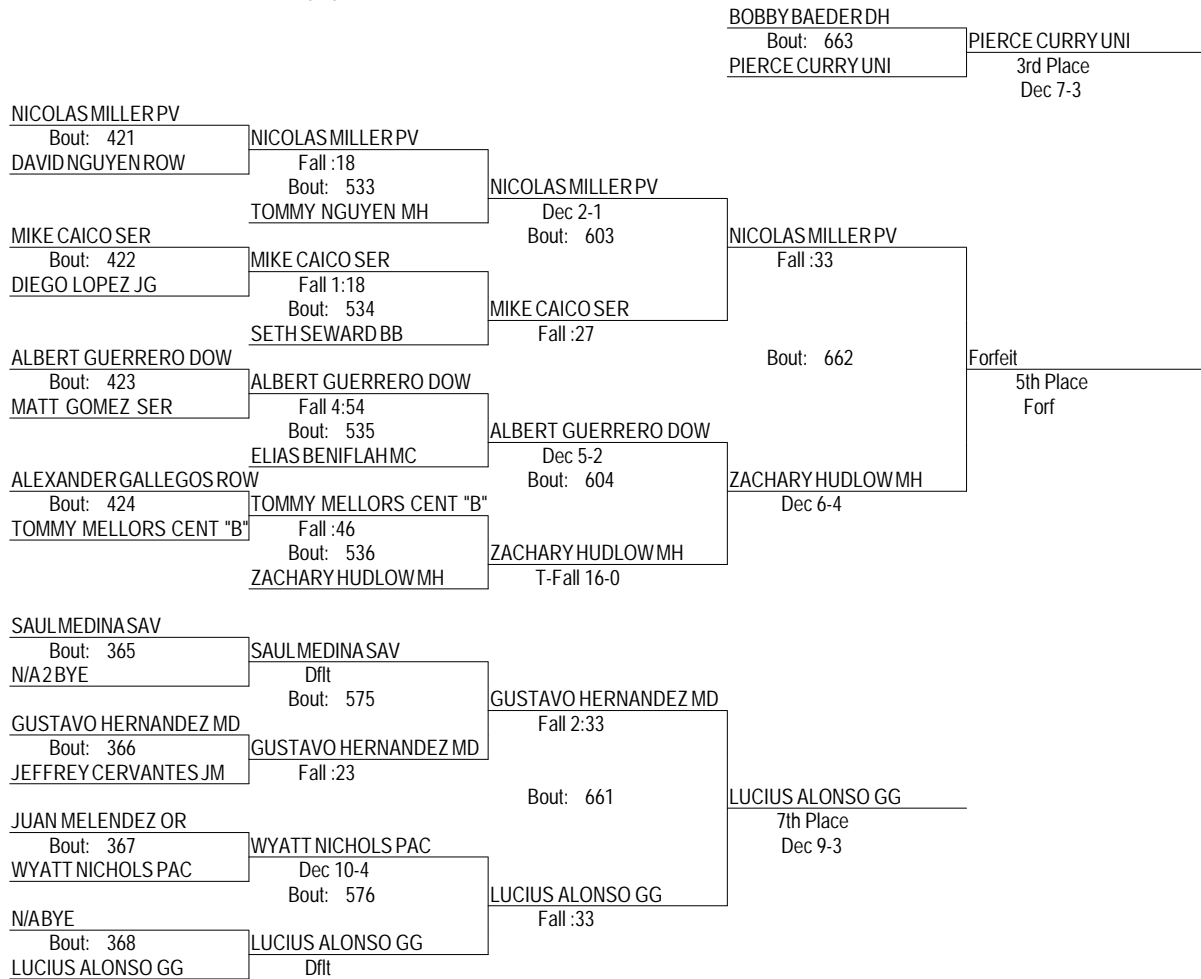 BOBBY BAEDER DH
Bout: 663
PIERCE CURRY UNI
PIERCE CURRY UNI
3rd Place
Dec 7-3
NICOLAS MILLER PV
Bout: 421
DAVID NGUYEN ROW
NICOLAS MILLER PV
Fall :18
Bout: 533
TOMMY NGUYEN MH
NICOLAS MILLER PV
Dec 2-1
Bout: 603
MIKE CAICO SER
Bout: 422
DIEGO LOPEZ JG
MIKE CAICO SER
Fall 1:18
Bout: 534
SETH SEWARD BB
MIKE CAICO SER
Fall :27
NICOLAS MILLER PV
Fall :33
Bout: 662
ALBERT GUERRERO DOW
Bout: 423
MATT GOMEZ SER
ALBERT GUERRERO DOW
Fall 4:54
Bout: 535
ELIAS BENIFLAH MC
ALBERT GUERRERO DOW
Dec 5-2
Bout: 604
ALEXANDER GALLEGOS ROW
Bout: 424
TOMMY MELLORS CENT "B"
TOMMY MELLORS CENT "B"
Fall :46
Bout: 536
ZACHARY HUDLOW MH
ZACHARY HUDLOW MH
T-Fall 16-0
ZACHARY HUDLOW MH
Dec 6-4
Forfeit
5th Place
Forf
SAUL MEDINA SAV
Bout: 365
N/A 2 BYE
SAUL MEDINA SAV
Dflt
Bout: 575
GUSTAVO HERNANDEZ MD
Bout: 366
JEFFREY CERVANTES JM
GUSTAVO HERNANDEZ MD
Fall :23
GUSTAVO HERNANDEZ MD
Fall 2:33
Bout: 661
JUAN MELENDEZ OR
Bout: 367
WYATT NICHOLS PAC
WYATT NICHOLS PAC
Dec 10-4
Bout: 576
N/A BYE
Bout: 368
LUCIUS ALONSO GG
LUCIUS ALONSO GG
Dflt
LUCIUS ALONSO GG
Fall :33
LUCIUS ALONSO GG
7th Place
Dec 9-3